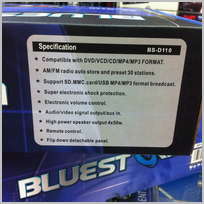 Specification BS-D110
• Compatible with DVD/VCD/CD/MP4/MP3 FORMAT.
• AM/FM radio auto store and preset 30 stations.
• Support SD.MMC.card/USB MP4/MP3 format broadcast.
• Super electronic shock protection.
• Electronic volume control.
• Audio/video signal output/aux in.
• High power speaker output 4x50w.
• Remote control.
• Flip down detachable panel.
BLUEST